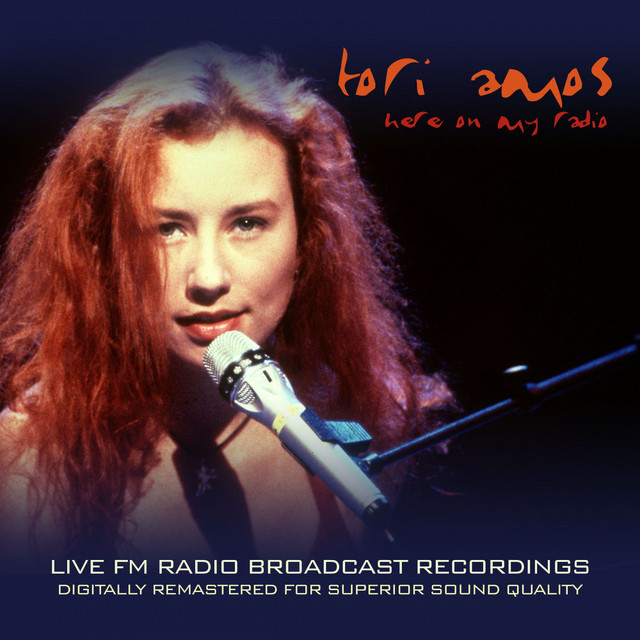 tori amos
here on my radio
LIVE FM RADIO BROADCAST RECORDINGS
DIGITALLY REMASTERED FOR SUPERIOR SOUND QUALITY